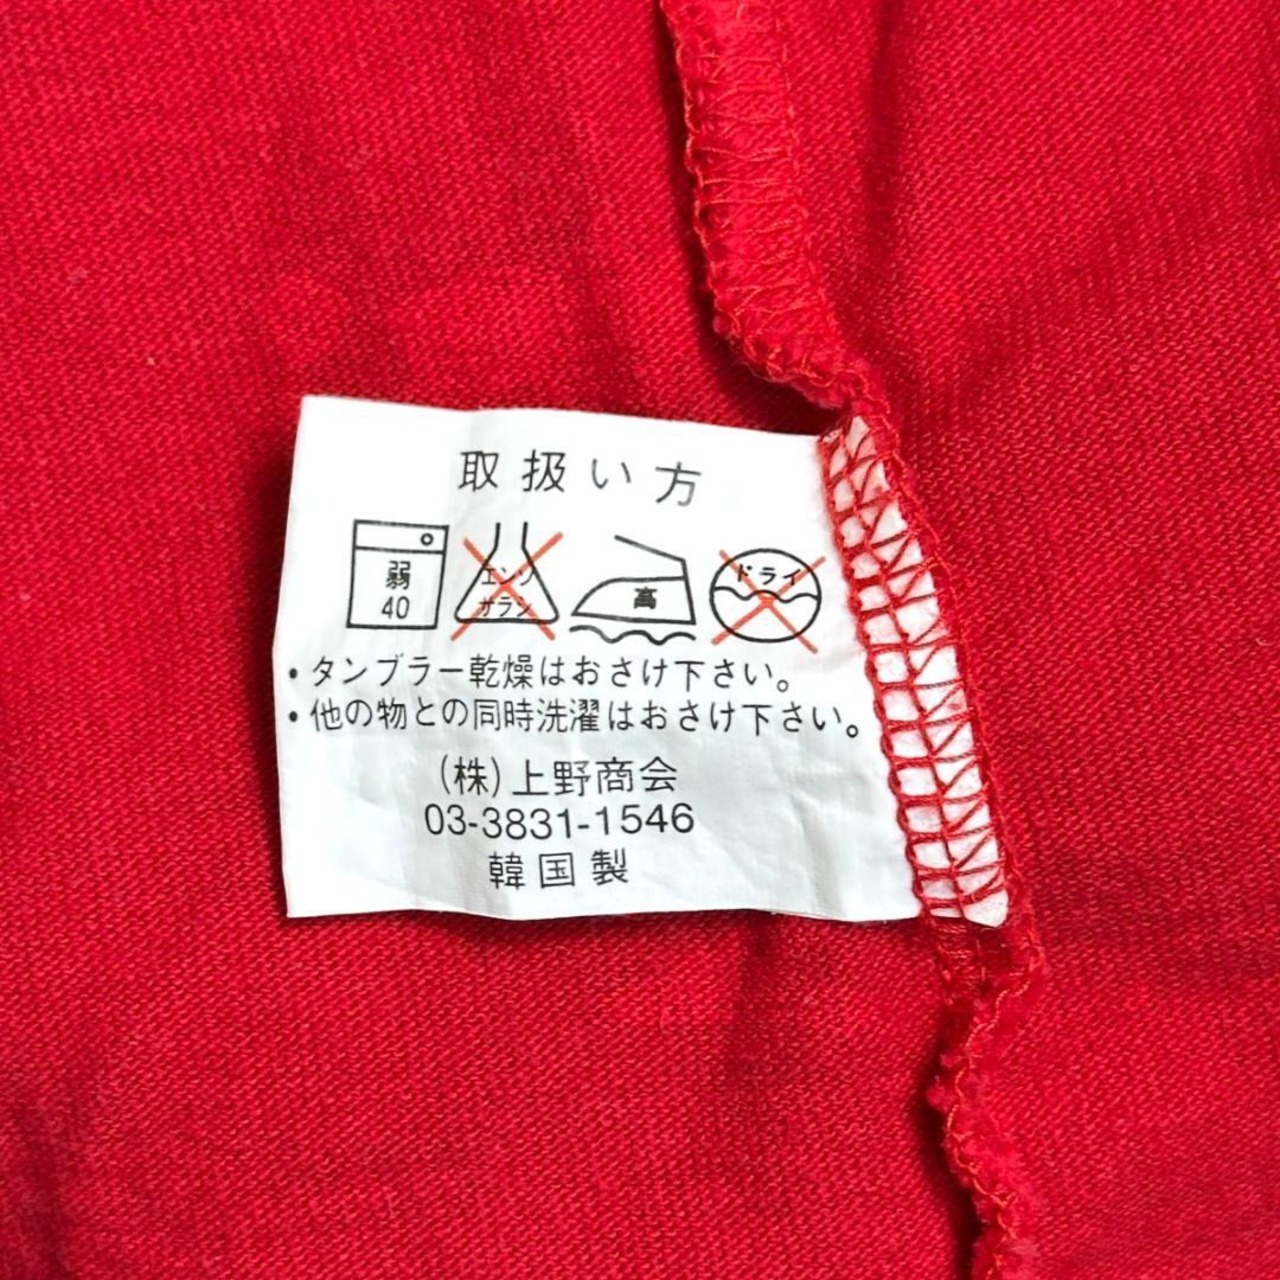 取扱い方
弱
40
エンソ
サラシ
高
ドライ
・タンブラー乾燥はおさけ下さい。
・他の物との同時洗濯はおさけ下さい。
(株)上野商会
03-3831-1546
韓国製